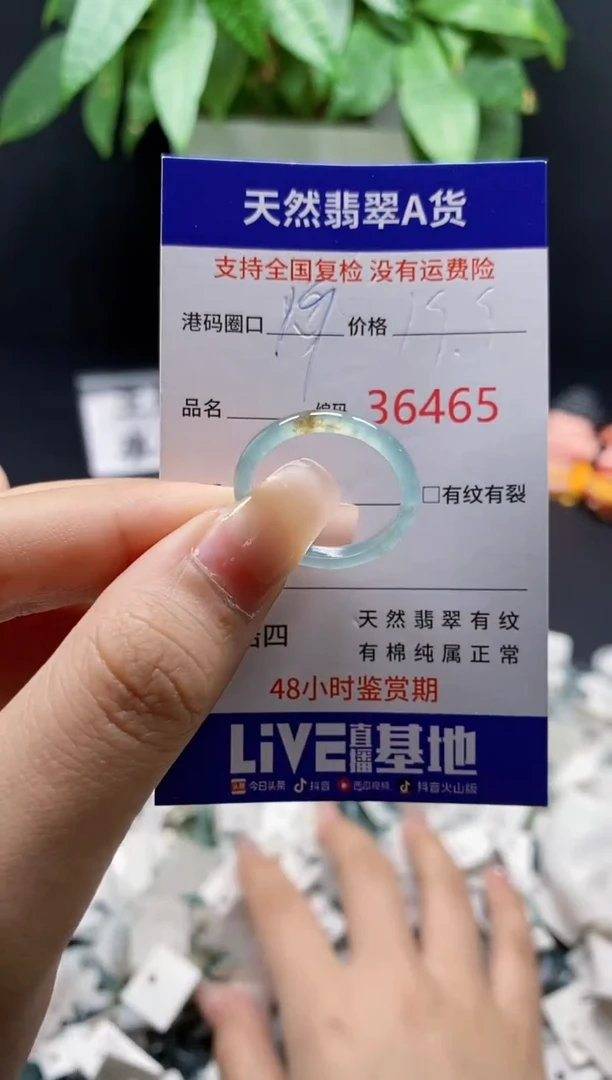 天然翡翠A货
支持全国复检 没有运费险
港码圈口 19 价格
品名 编码 36465
□有纹有裂
四 天然翡翠有纹
有棉纯属正常
48小时鉴赏期
LiVE直播基地
今日头条 抖音 西瓜视频 抖音火山版